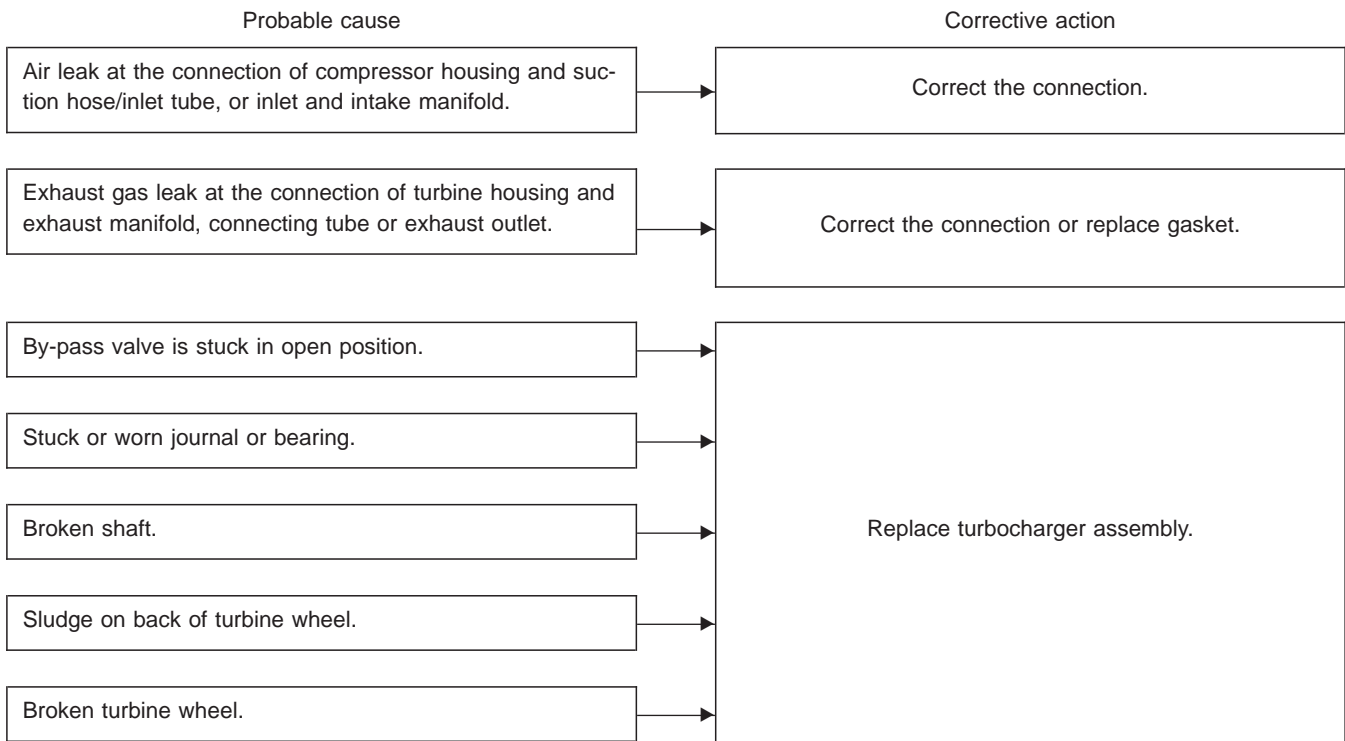 Probable cause
Corrective action
Air leak at the connection of compressor housing and suc-
tion hose/inlet tube, or inlet and intake manifold.
Correct the connection.
Exhaust gas leak at the connection of turbine housing and
exhaust manifold, connecting tube or exhaust outlet.
Correct the connection or replace gasket.
By-pass valve is stuck in open position.
Stuck or worn journal or bearing.
Broken shaft.
Sludge on back of turbine wheel.
Broken turbine wheel.
Replace turbocharger assembly.